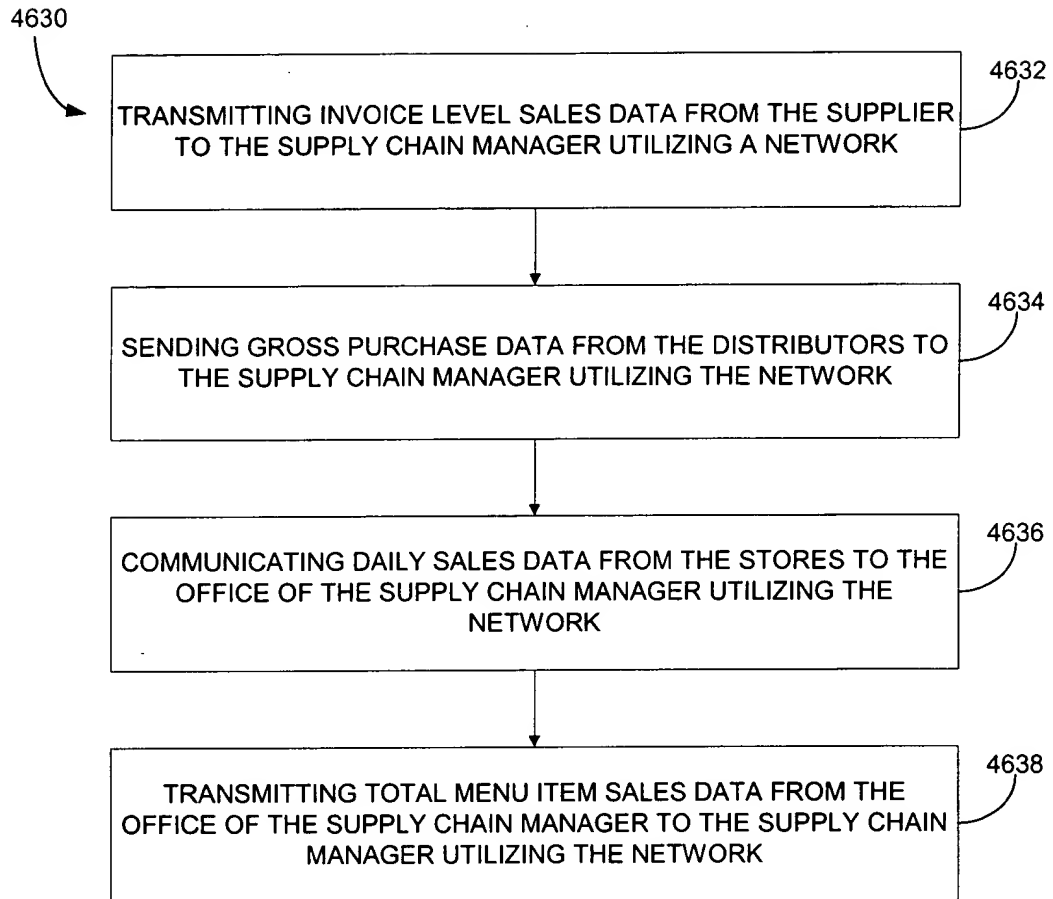 4630
4632
TRANSMITTING INVOICE LEVEL SALES DATA FROM THE SUPPLIER
TO THE SUPPLY CHAIN MANAGER UTILIZING A NETWORK
4634
SENDING GROSS PURCHASE DATA FROM THE DISTRIBUTORS TO
THE SUPPLY CHAIN MANAGER UTILIZING THE NETWORK
4636
COMMUNICATING DAILY SALES DATA FROM THE STORES TO THE
OFFICE OF THE SUPPLY CHAIN MANAGER UTILIZING THE
NETWORK
4638
TRANSMITTING TOTAL MENU ITEM SALES DATA FROM THE
OFFICE OF THE SUPPLY CHAIN MANAGER TO THE SUPPLY CHAIN
MANAGER UTILIZING THE NETWORK